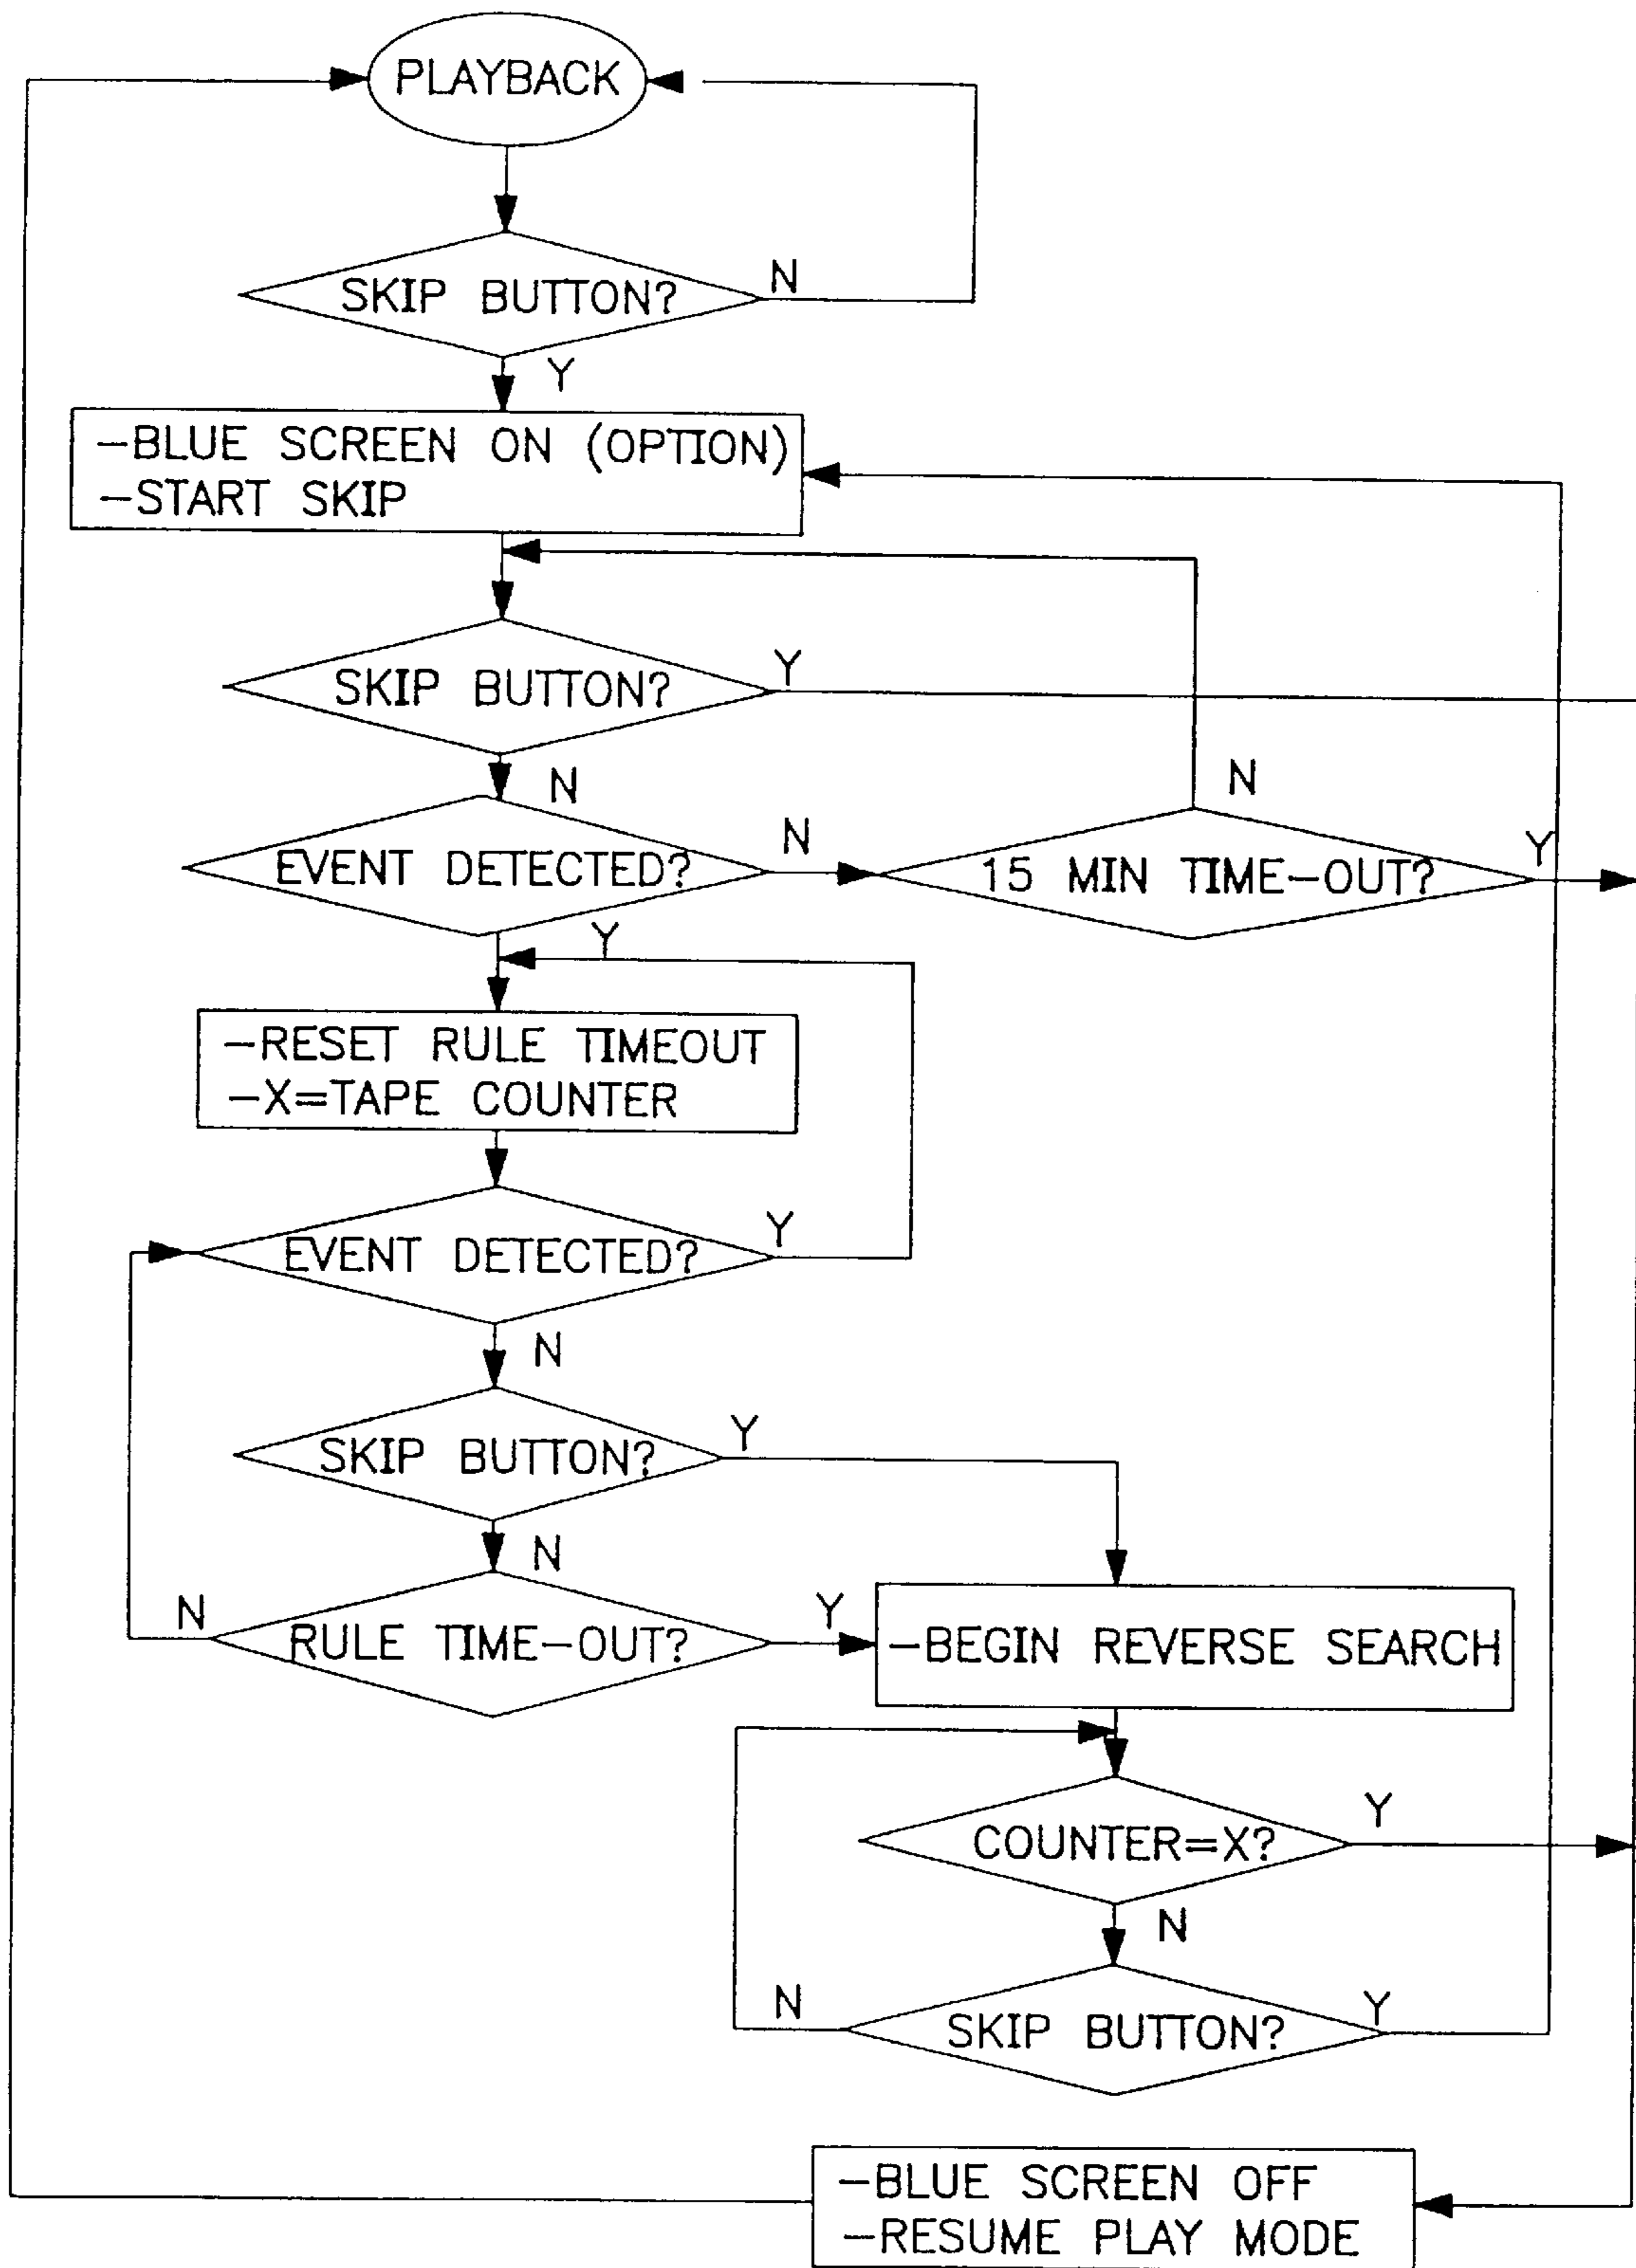 PLAYBACK
SKIP BUTTON?
N
Y
-BLUE SCREEN ON (OPTION)
-START SKIP
SKIP BUTTON?
Y
N
EVENT DETECTED?
N
15 MIN TIME-OUT?
N
Y
Y
-RESET RULE TIMEOUT
-X=TAPE COUNTER
EVENT DETECTED?
Y
N
SKIP BUTTON?
Y
N
RULE TIME-OUT?
N
Y
-BEGIN REVERSE SEARCH
COUNTER=X?
Y
N
SKIP BUTTON?
N
Y
-BLUE SCREEN OFF
-RESUME PLAY MODE